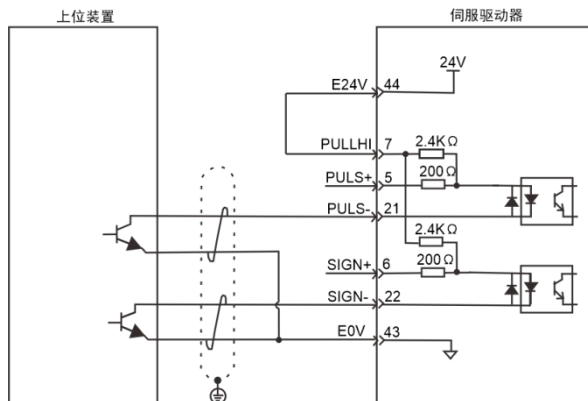 上位装置
伺服驱动器
24V
E24V 44
PULLHI 7 2.4KΩ
PULS+ 5 200Ω
PULS- 21
2.4KΩ
SIGN+ 6 200Ω
SIGN- 22
E0V 43